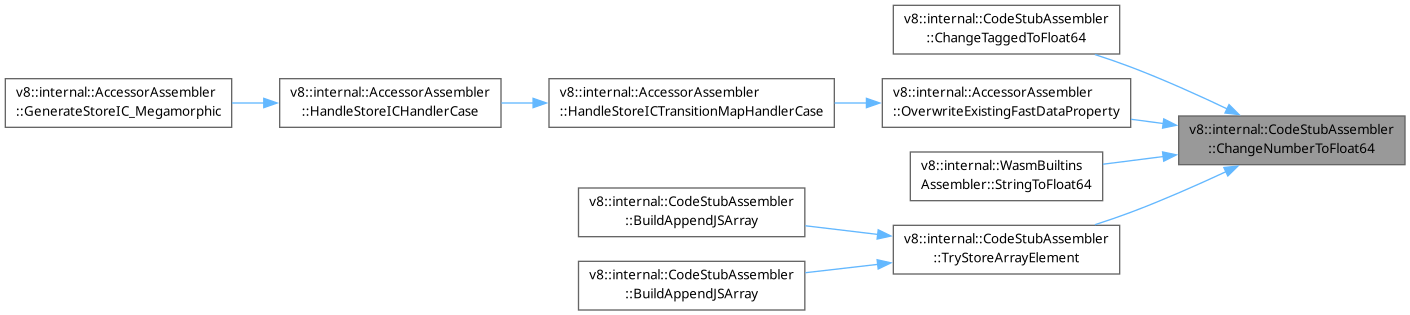 v8::internal::CodeStubAssembler
::ChangeTaggedToFloat64
v8::internal::AccessorAssembler
::GenerateStoreIC_Megamorphic
v8::internal::AccessorAssembler
::HandleStoreICHandlerCase
v8::internal::AccessorAssembler
::HandleStoreICTransitionMapHandlerCase
v8::internal::AccessorAssembler
::OverwriteExistingFastDataProperty
v8::internal::CodeStubAssembler
::ChangeNumberToFloat64
v8::internal::WasmBuiltins
Assembler::StringToFloat64
v8::internal::CodeStubAssembler
::BuildAppendJSArray
v8::internal::CodeStubAssembler
::TryStoreArrayElement
v8::internal::CodeStubAssembler
::BuildAppendJSArray